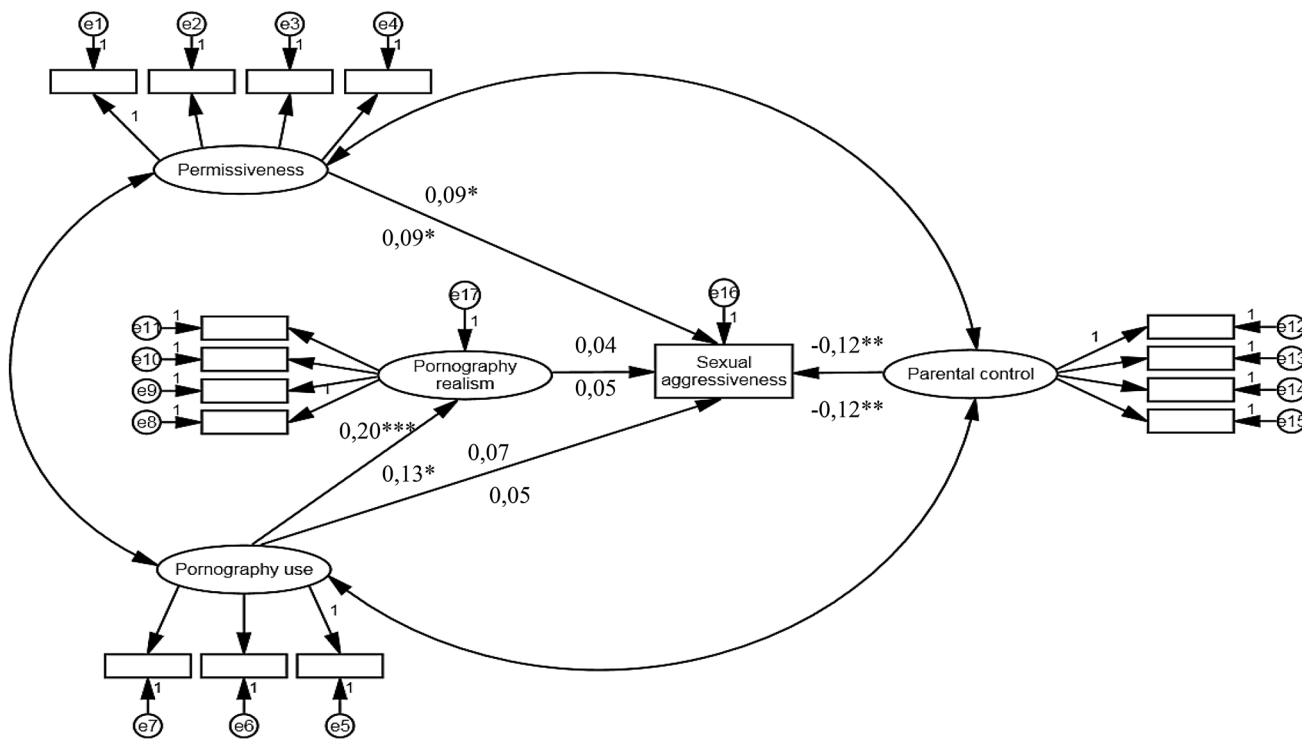 e1 e2 e3 e4
1 1 1 1
1
Permissiveness
0,09*
0,09*
e17 e16
1 1
e11 1
e10 1
e9 1
e8 1
1
Pornography
realism
0,04
0,05
Sexual
aggressiveness
-0,12**
-0,12**
Parental control
1
1 e12
1 e13
1 e14
1 e15
0,20***
0,13*
0,07
0,05
Pornography use
1
1 1 1
e7 e6 e5